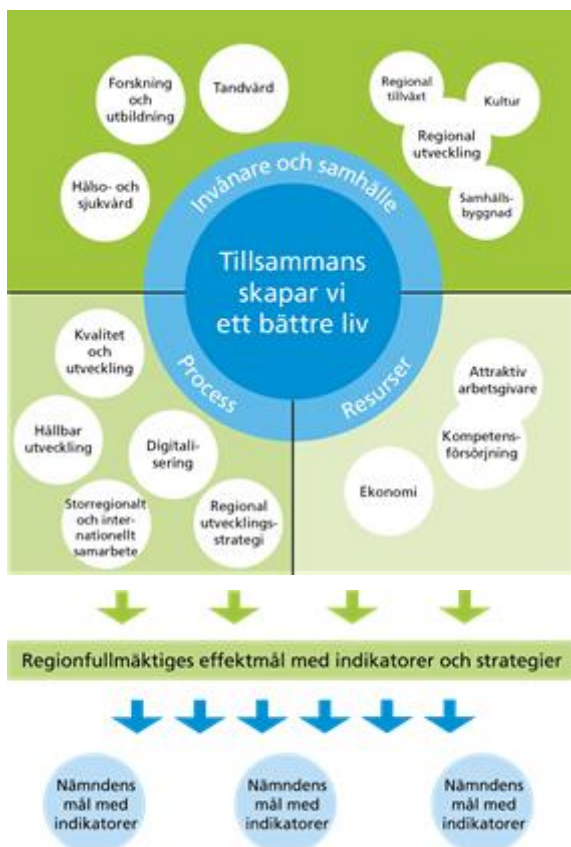 Forskning
och
utbildning
Tandvård
Regional
tillväxt
Kultur
Regional
utveckling
Hälso- och
sjukvård
Samhälls-
byggnad
Invånare och samhälle
Tillsammans
skapar vi
ett bättre liv
Process
Resurser
Kvalitet
och
utveckling
Hållbar
utveckling
Digitali-
sering
Storregionalt
och inter-
nationellt
samarbete
Regional
utvecklings-
strategi
Attraktiv
arbetsgivare
Kompetens-
försörjning
Ekonomi
Regionfullmäktiges effektmål med indikatorer och strategier
Nämndens
mål med
indikatorer
Nämndens
mål med
indikatorer
Nämndens
mål med
indikatorer